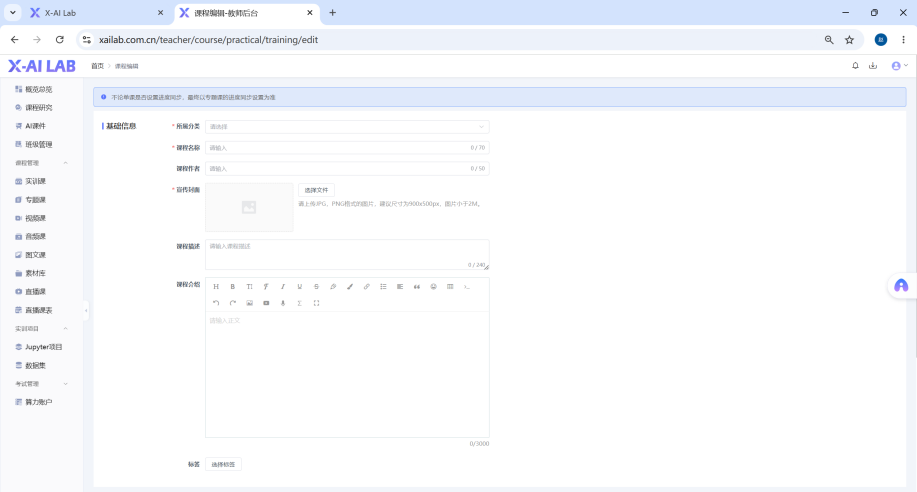 X-AI Lab
课程编辑-教师后台
xailab.com.cn/teacher/course/practical/training/edit
X-AI LAB
首页 / 课程编辑
概览总览
课程研究
AI课件
班级管理
课程管理
实训课
专题课
视频课
音频课
图文课
素材库
直播课
直播课表
实训项目
Jupyter项目
数据集
考试管理
算力账户
不论单课是否设置进度同步,最终以专题课的进度同步设置为准
基础信息
* 所属分类 请选择
* 课程名称 请输入 0 / 70
课程作者 请输入 0 / 50
* 宣传封面 选择文件
请上传JPG、PNG格式的图片,建议尺寸为900x500px,图片小于2M。
课程描述 请输入课程描述
0 / 240
课程介绍
请输入正文
0/3000
标签 选择标签